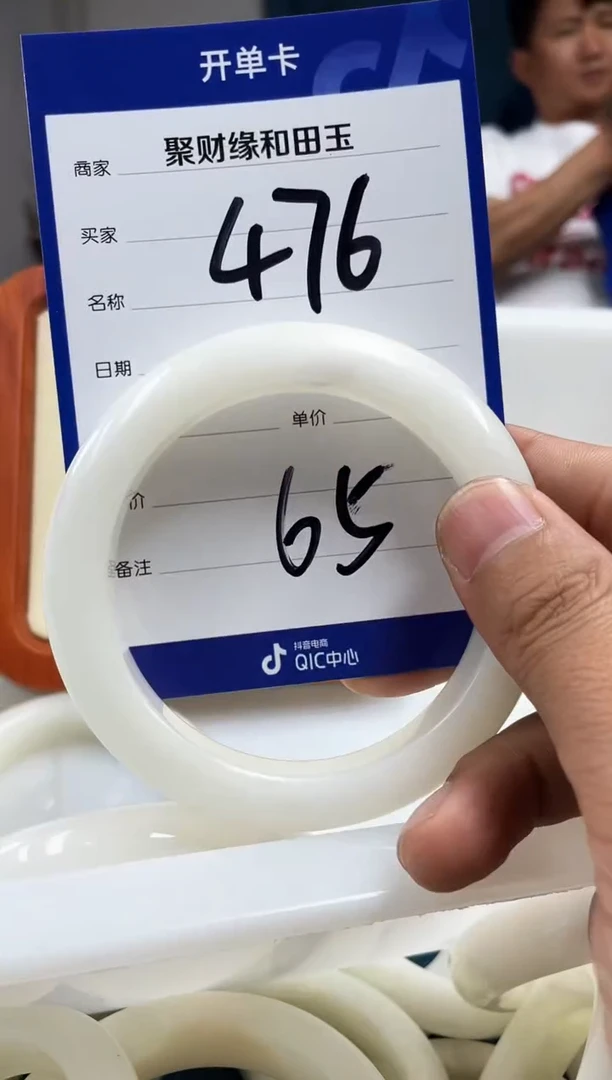 开单卡
商家 聚财缘和田玉
买家 476
名称
日期
单价
价
备注 65
抖音电商
QIC中心